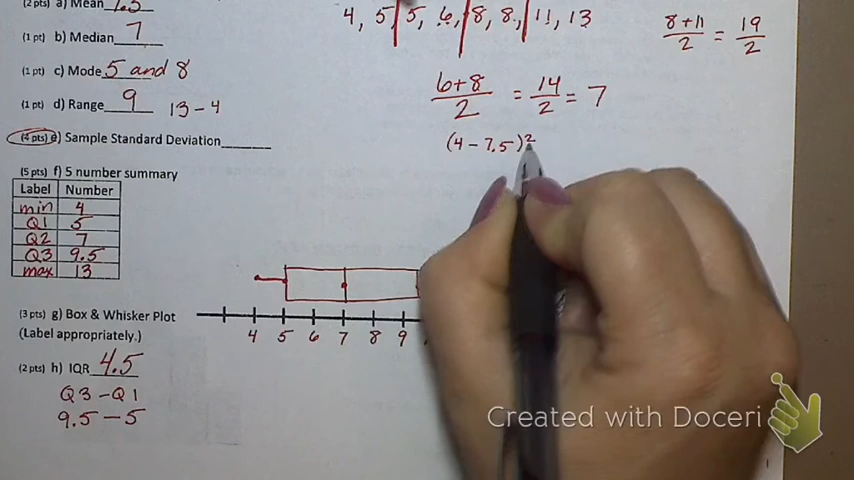 (2 pts) a) Mean 7.5
4, 5 5, 6 8, 8, 11, 13
8+11/2 = 19/2
(1 pt) b) Median 7
(1 pt) c) Mode 5 and 8
6+8/2 = 14/2 = 7
(1 pt) d) Range 9 13-4
(4 pts) e) Sample Standard Deviation
(4-7.5)²
(5 pts) f) 5 number summary
Label Number
min 4
Q1 5
Q2 7
Q3 9.5
max 13
(3 pts) g) Box & Whisker Plot
(Label appropriately.)
4 5 6 7 8 9
(2 pts) h) IQR 4.5
Q3-Q1
9.5-5
Created with Doceri